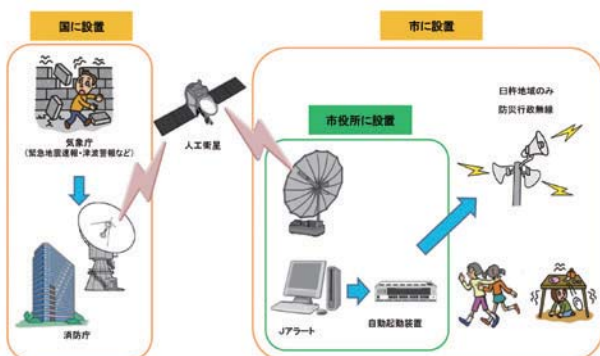 国に設置
気象庁
(緊急地震速報・津波警報など)
消防庁
人工衛星
市に設置
市役所に設置
Jアラート
自動起動装置
臼杵地域のみ
防災行政無線